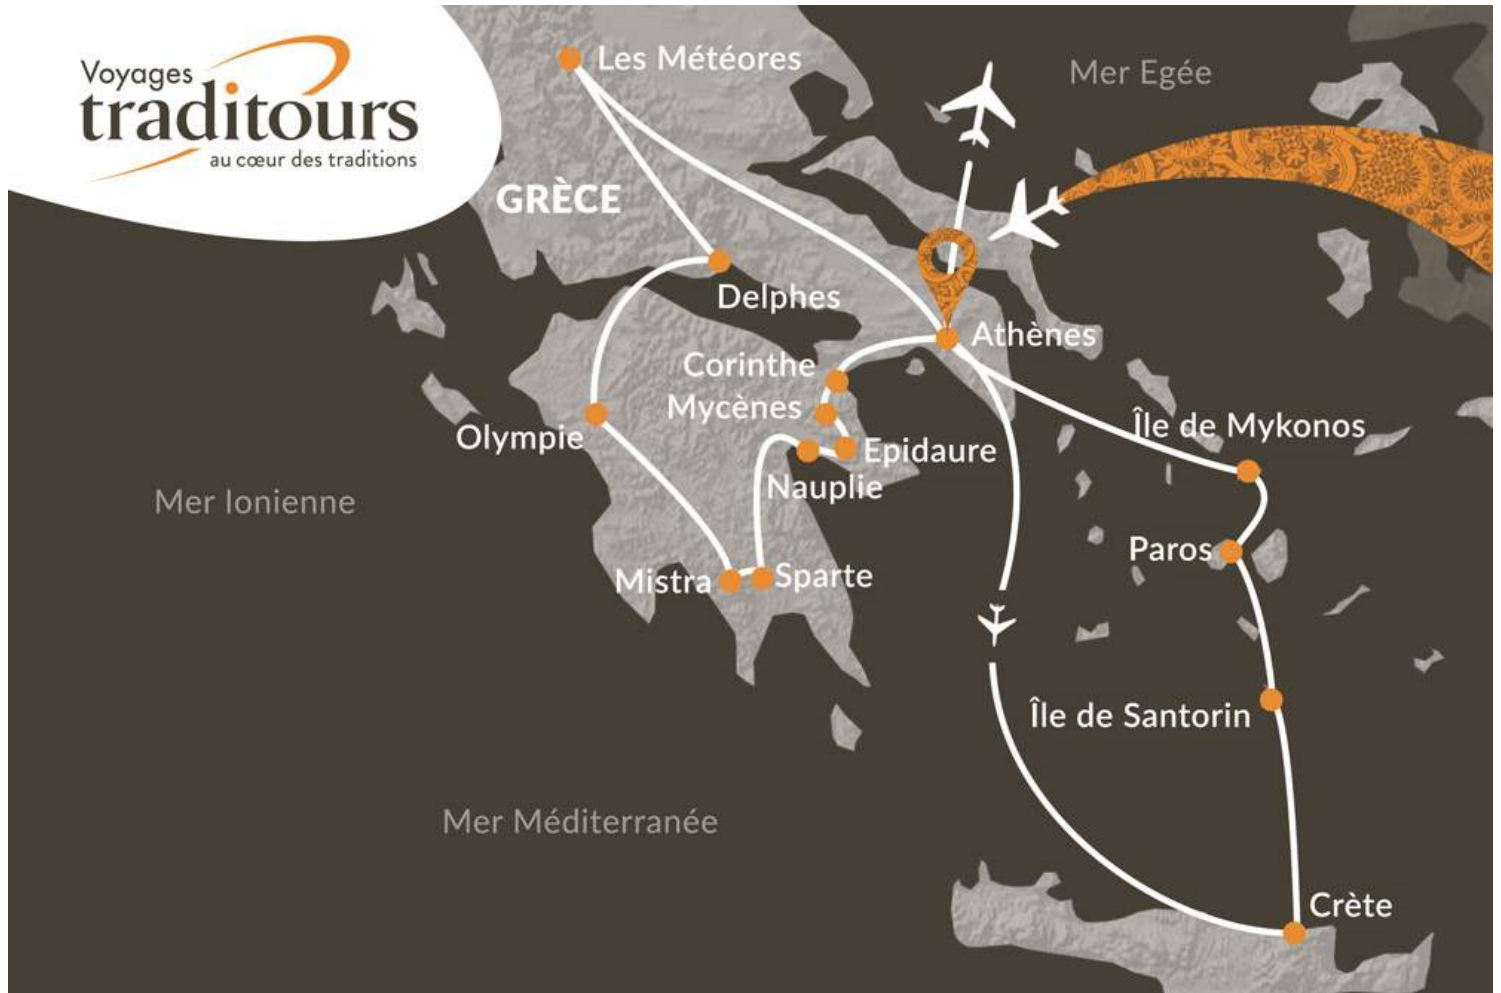 Voyages
traditours
au cœur des traditions
Les Météores
Mer Egée
GRÈCE
Delphes
Athènes
Corinthe
Mycènes
Île de Mykonos
Olympie
Epidaure
Nauplie
Mer Ionienne
Paros
Mistra
Sparte
Île de Santorin
Mer Méditerranée
Crète